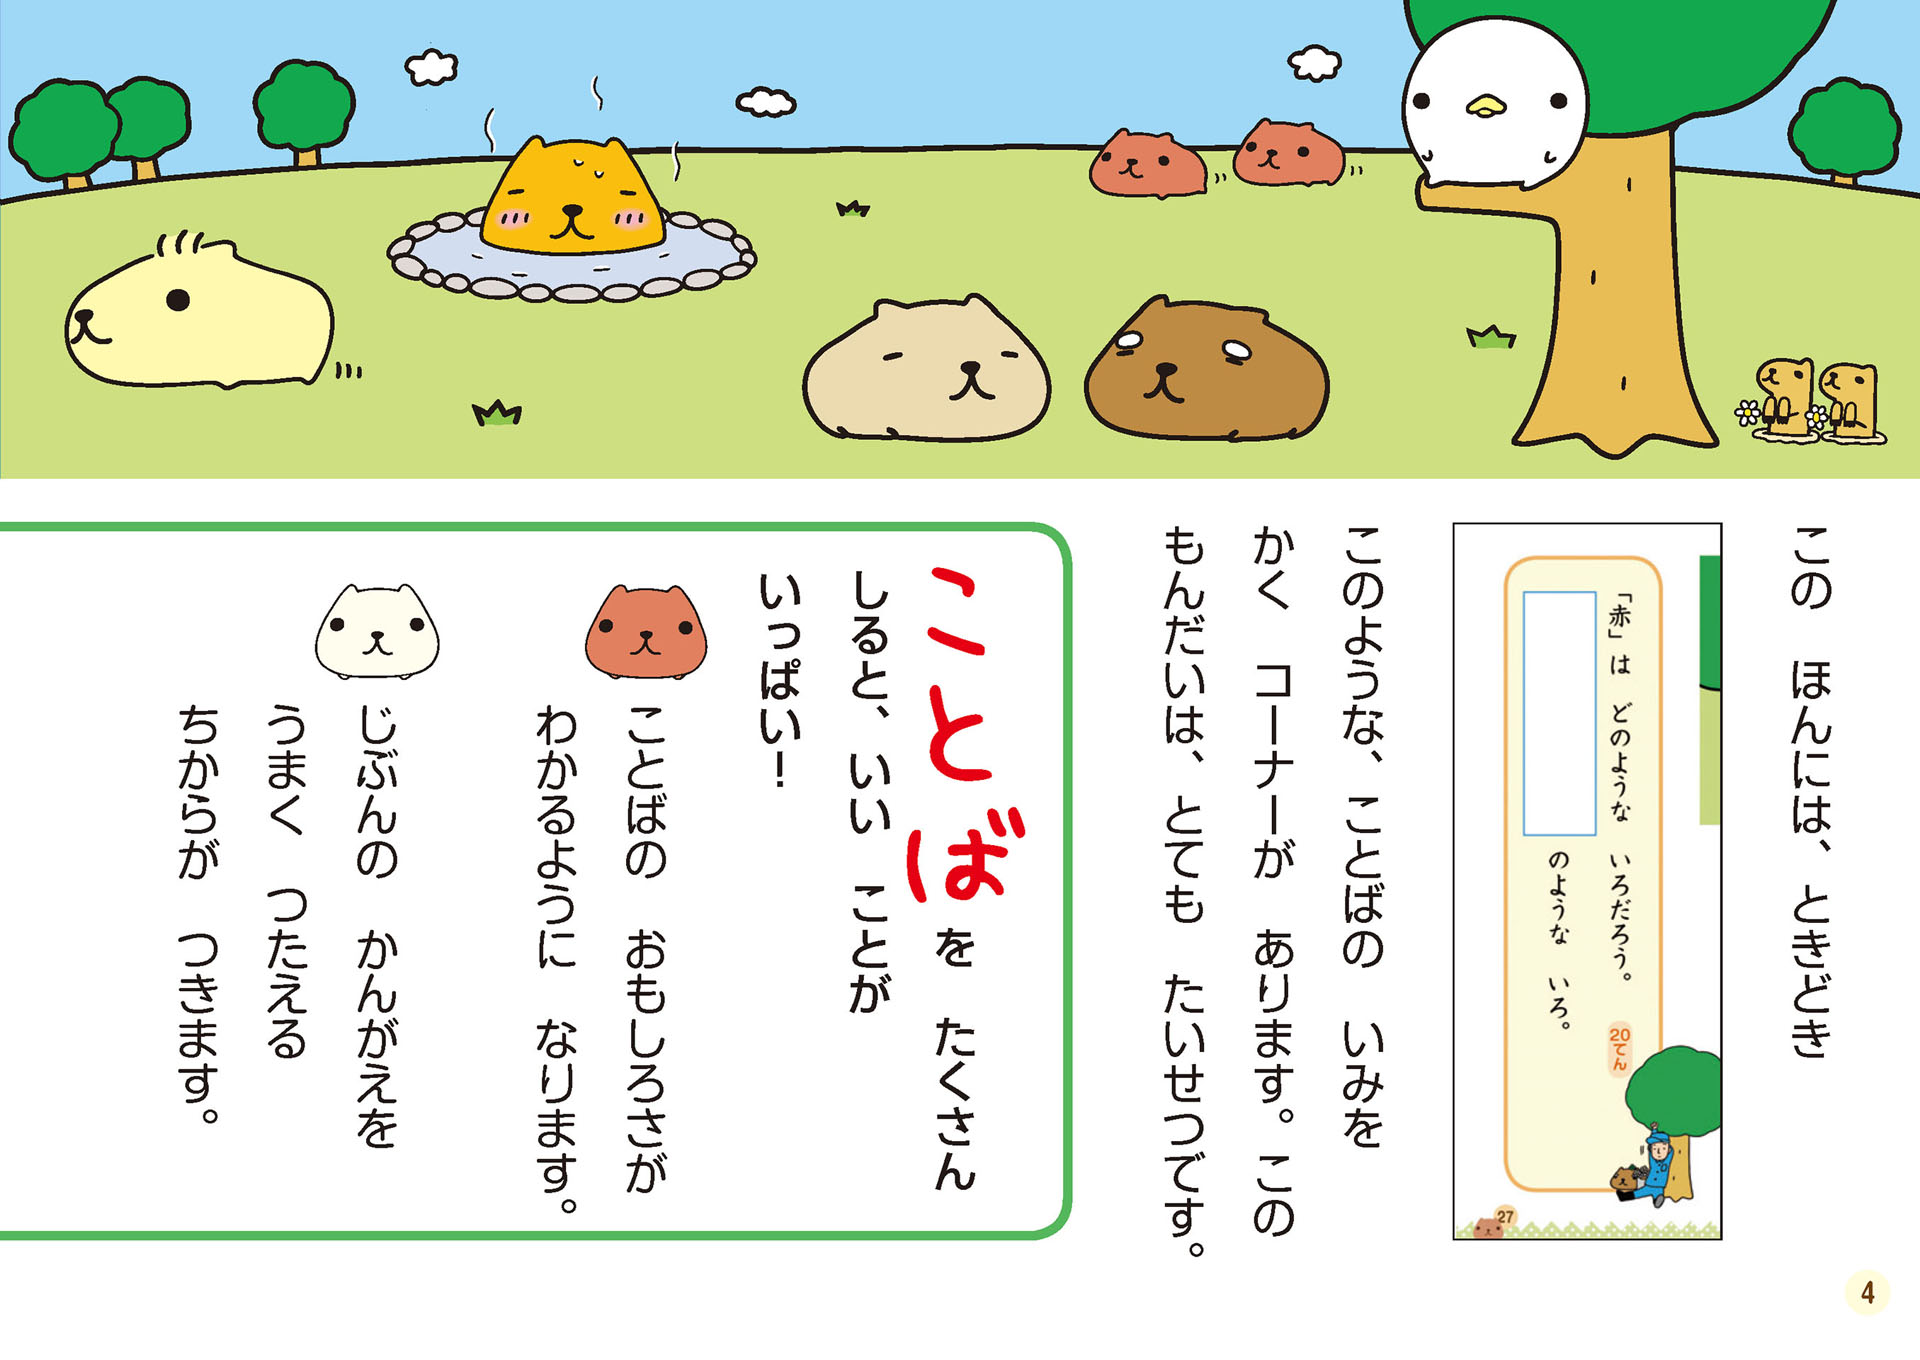 この ほんには、ときどき
「赤」は どのような いろだろう。
20てん
のような いろ。
27
このような、ことばの いみを
かく コーナーが あります。この
もんだいは、とても たいせつです。
ことばを たくさん
しると、いい ことが
いっぱい！
ことばの おもしろさが
わかるように なります。
じぶんの かんがえを
うまく つたえる
ちからが つきます。
4